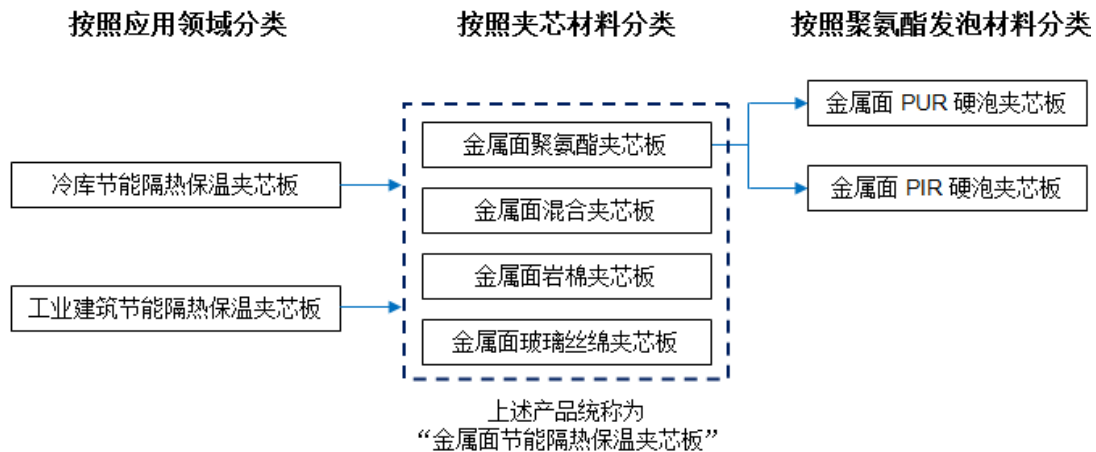 按照应用领域分类
按照夹芯材料分类
按照聚氨酯发泡材料分类
冷库节能隔热保温夹芯板
工业建筑节能隔热保温夹芯板
金属面聚氨酯夹芯板
金属面混合夹芯板
金属面岩棉夹芯板
金属面玻璃丝绵夹芯板
金属面 PUR 硬泡夹芯板
金属面 PIR 硬泡夹芯板
上述产品统称为
“金属面节能隔热保温夹芯板”